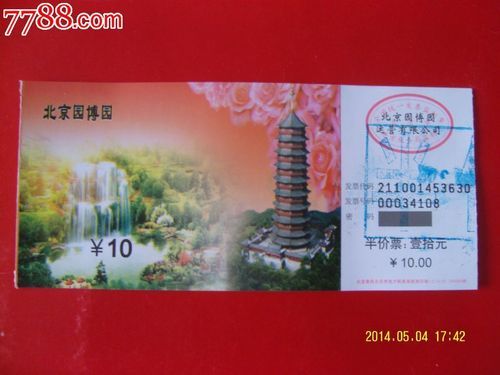 7788.com
北京园博园
¥10
北京园博园
运营有限公司
发票代码 211001453630
发票号码 00034108
密码
半价票：壹拾元
¥ 10.00
2014.05.04 17:42